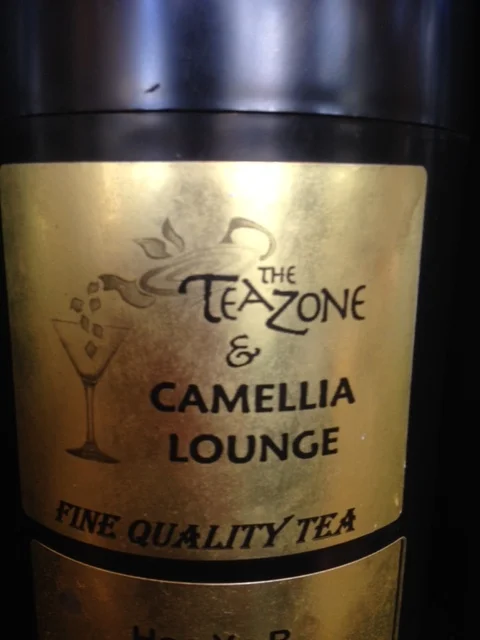 THE
TEAZONE
&
CAMELLIA
LOUNGE
FINE QUALITY TEA